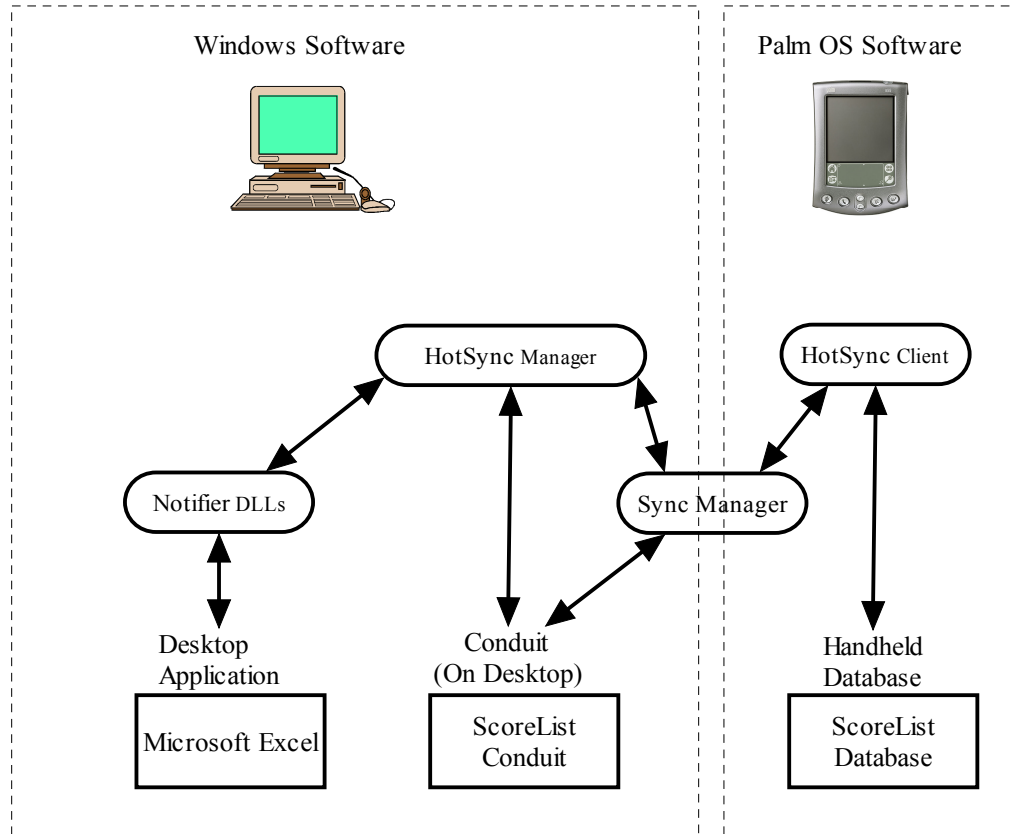 Windows Software
Palm OS Software
HotSync Manager
HotSync Client
Notifier DLLs
Sync Manager
Desktop
Application
Conduit
(On Desktop)
Handheld
Database
Microsoft Excel
ScoreList
Conduit
ScoreList
Database